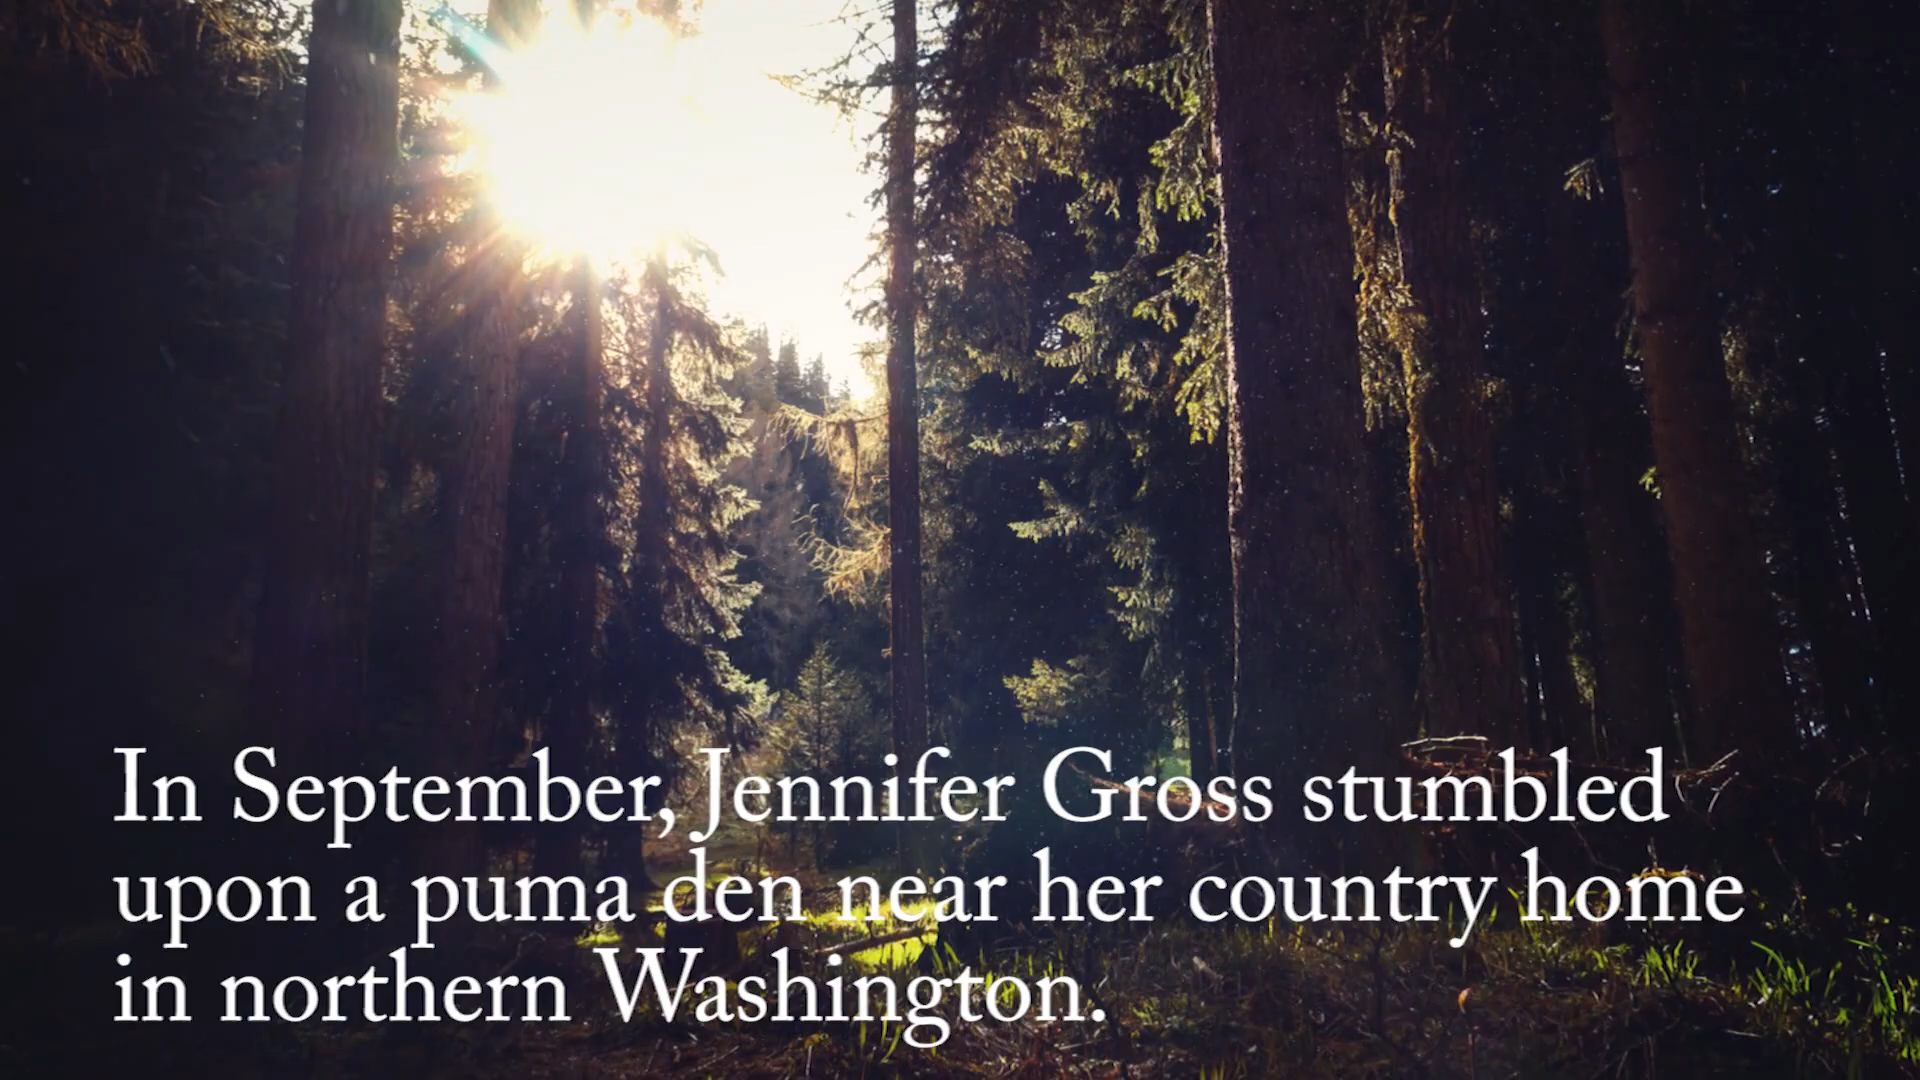 In September, Jennifer Gross stumbled
upon a puma den near her country home
in northern Washington.